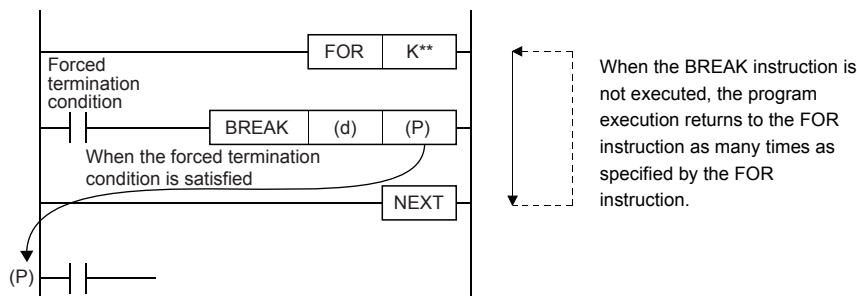 FOR K**
Forced
termination
condition
BREAK (d) (P)
When the forced termination
condition is satisfied
NEXT
(P)
When the BREAK instruction is
not executed, the program
execution returns to the FOR
instruction as many times as
specified by the FOR
instruction.